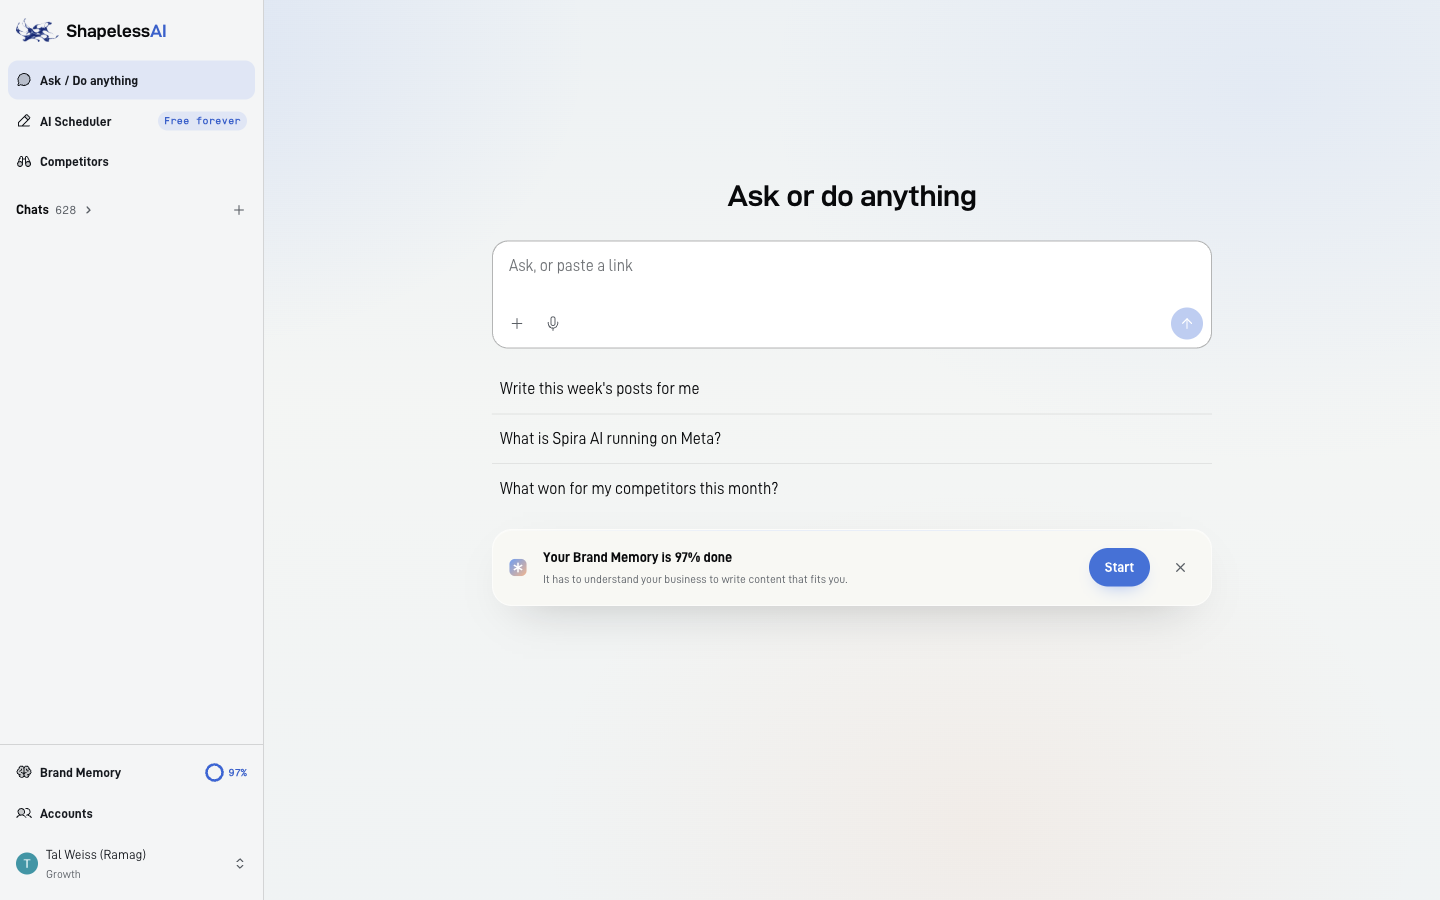 ShapelessAI
Ask / Do anything
AI Scheduler
Free forever
Competitors
Chats 628
Ask or do anything
Ask, or paste a link
Write this week's posts for me
What is Spira AI running on Meta?
What won for my competitors this month?
Your Brand Memory is 97% done
It has to understand your business to write content that fits you.
Start
Brand Memory
97%
Accounts
T
Tal Weiss (Ramag)
Growth